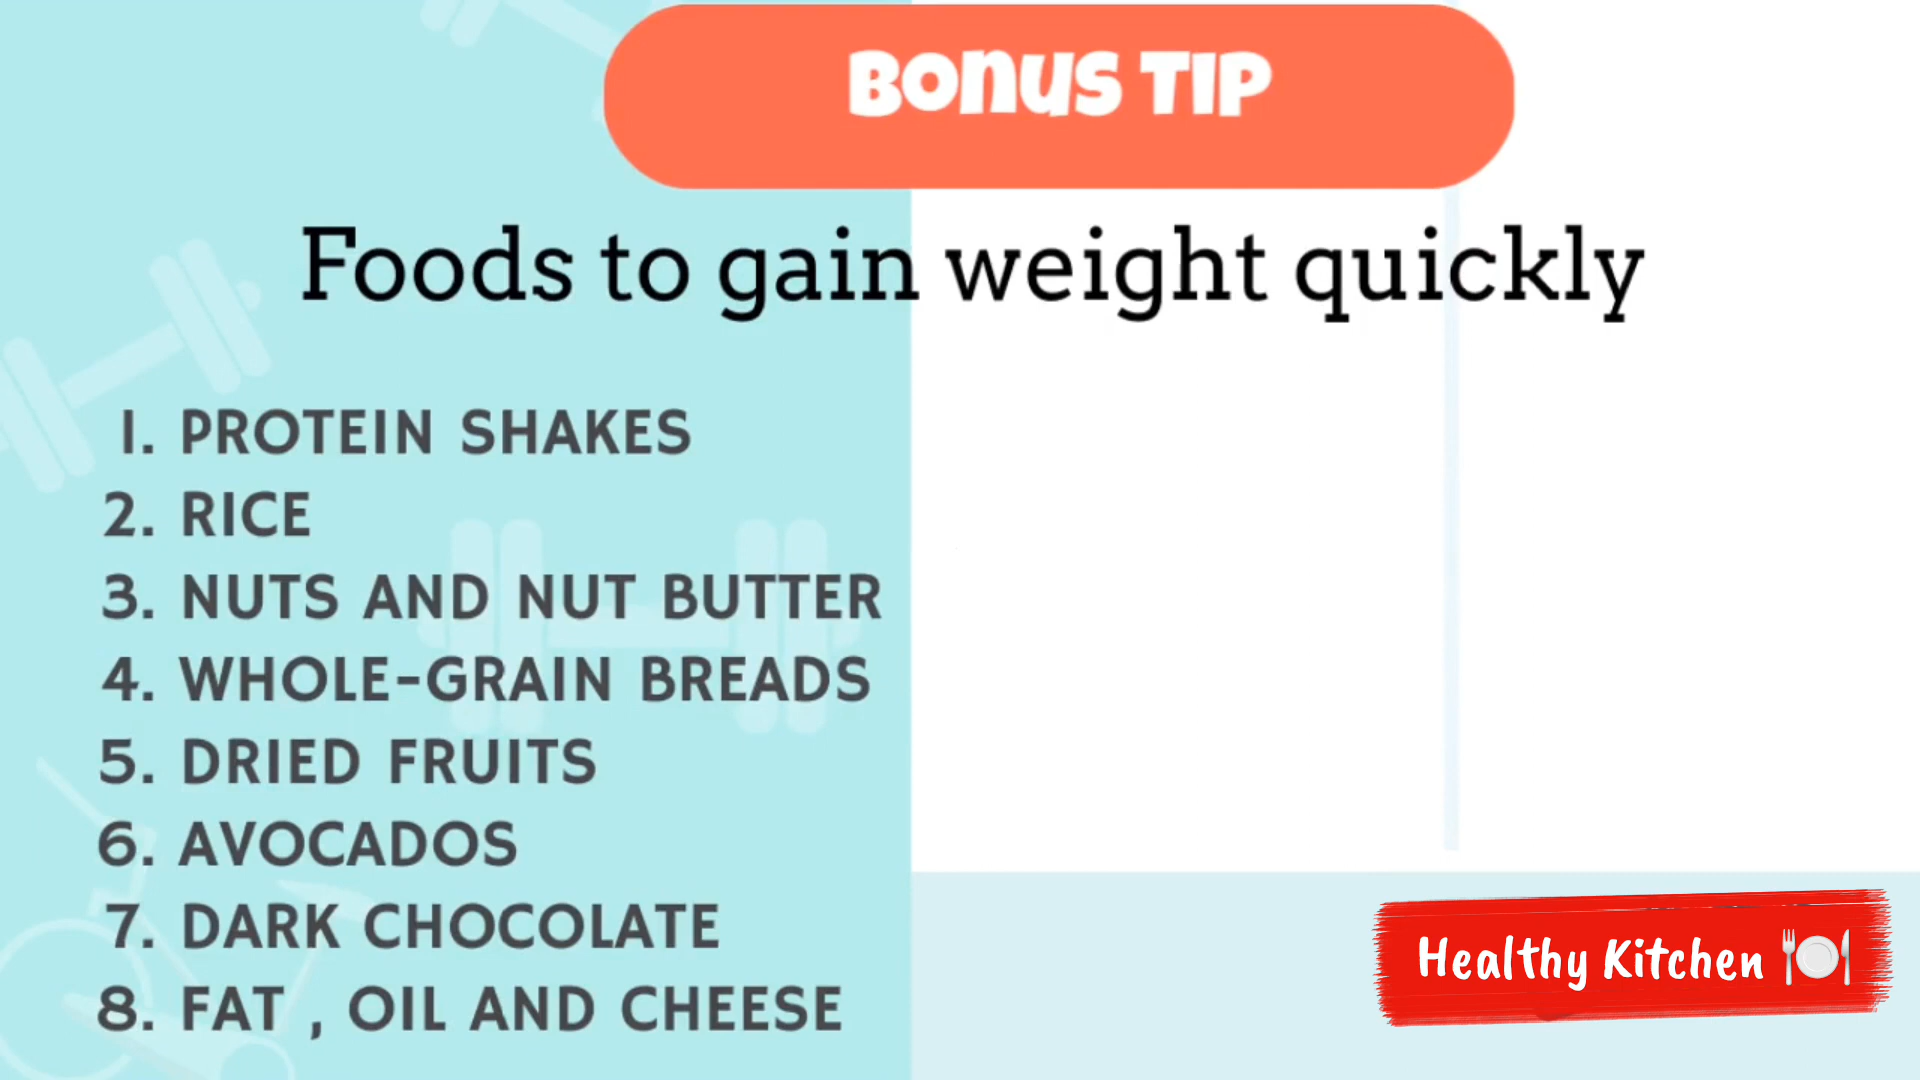 BONUS TIP
Foods to gain weight quickly
1. PROTEIN SHAKES
2. RICE
3. NUTS AND NUT BUTTER
4. WHOLE-GRAIN BREADS
5. DRIED FRUITS
6. AVOCADOS
7. DARK CHOCOLATE
8. FAT , OIL AND CHEESE
Healthy Kitchen 🍽️